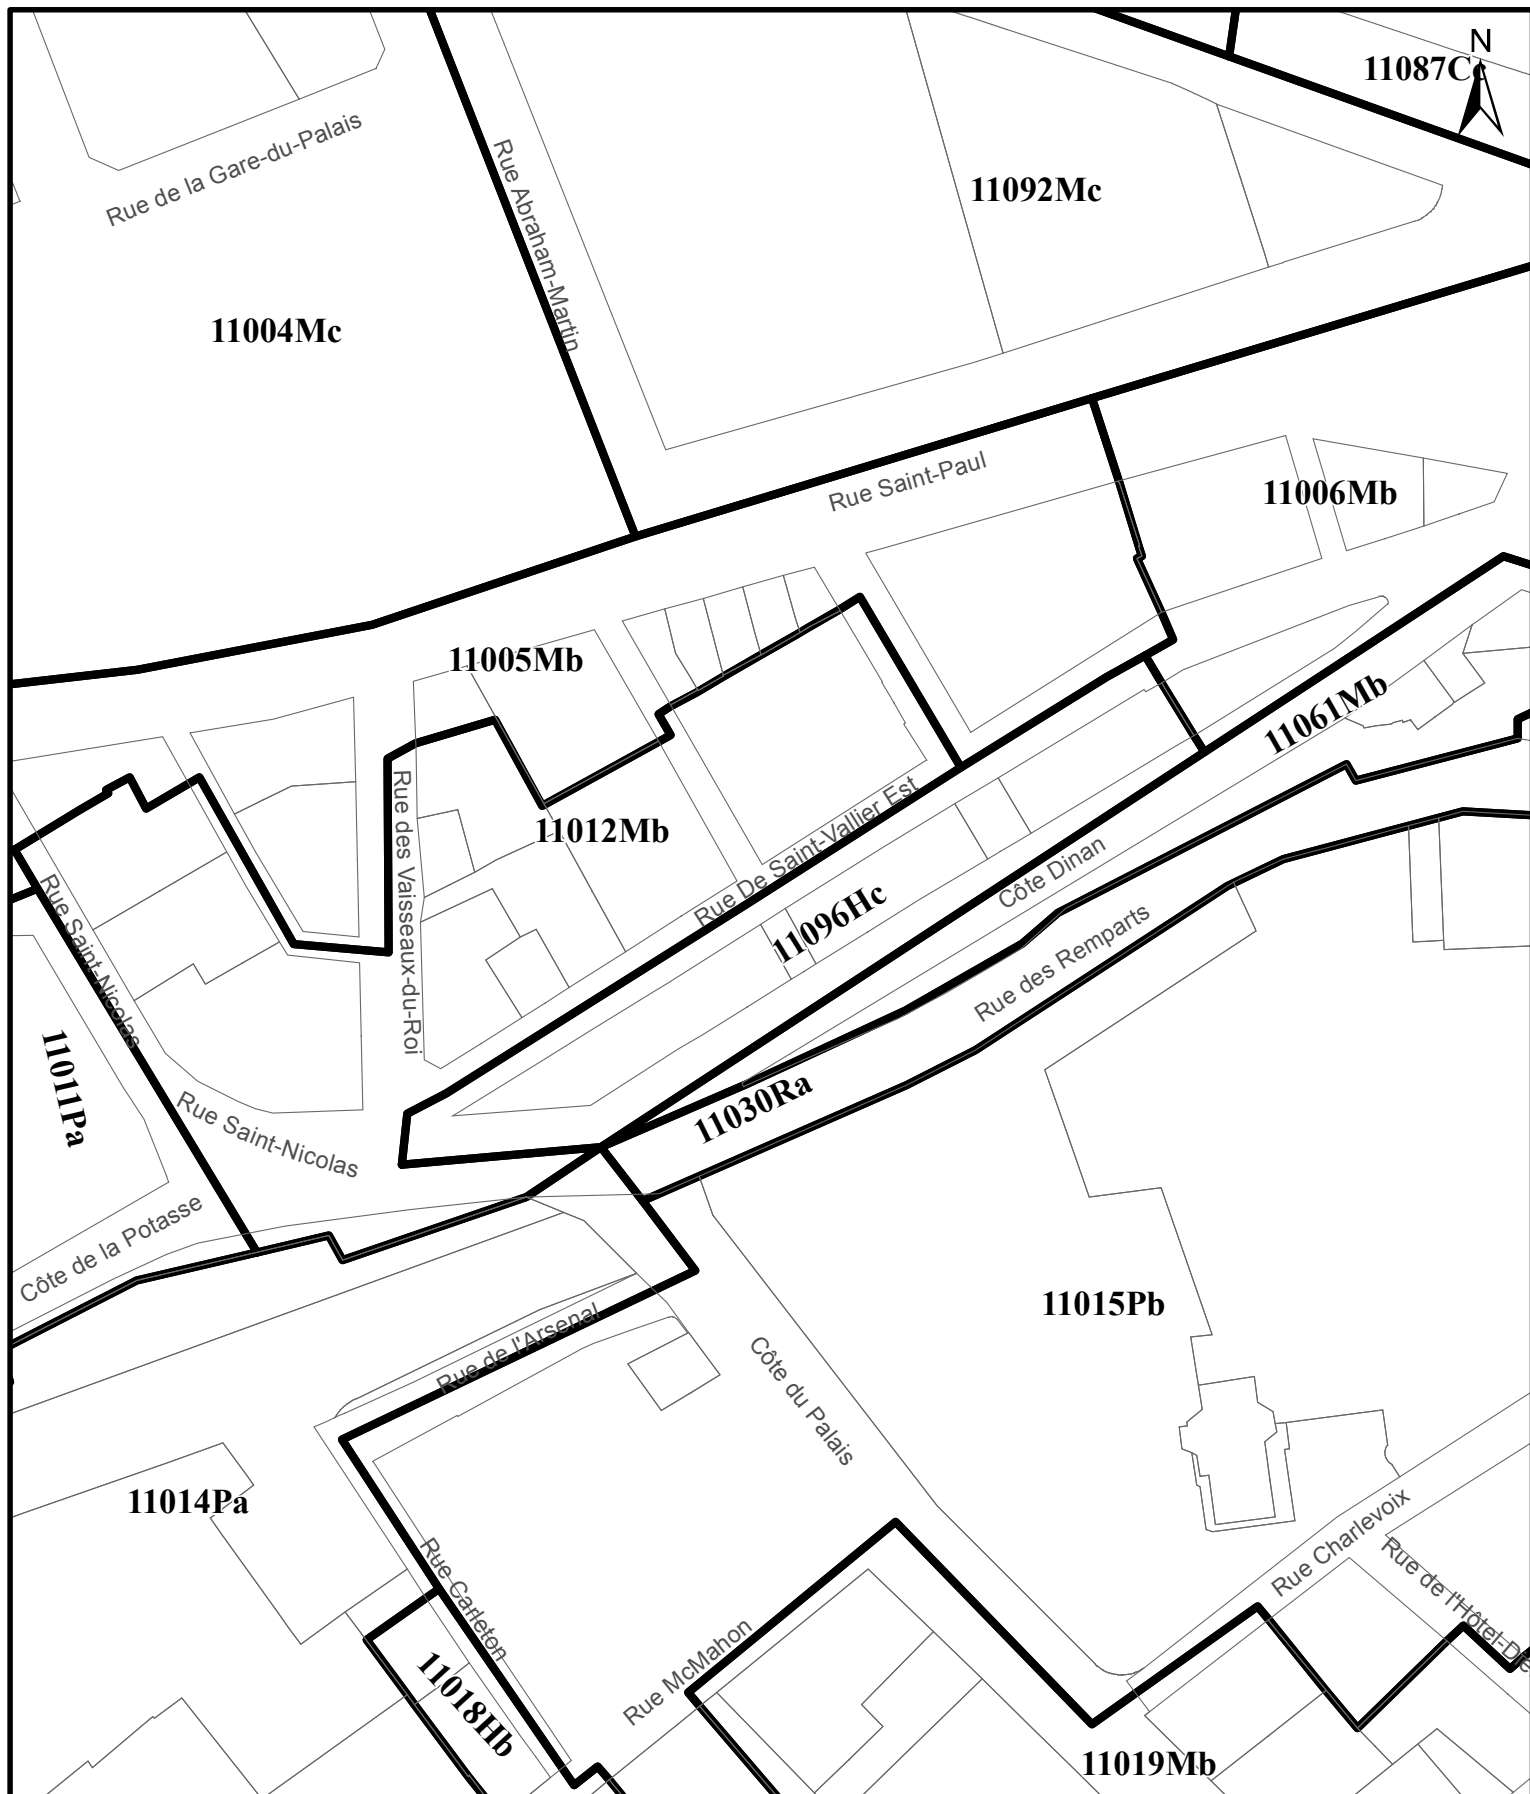 N
11087Cc
Rue de la Gare-du-Palais
Rue Abraham-Martin
11092Mc
11004Mc
Rue Saint-Paul
11006Mb
11005Mb
11061Mb
Rue des Vaisseaux-du-Roi
11012Mb
Rue De Saint-Vallier Est
Côte Dinan
Rue Saint-Nicolas
11096Hc
Rue des Remparts
11011Pa
11030Ra
Rue Saint-Nicolas
Côte de la Potasse
11015Pb
Rue de l'Arsenal
Côte du Palais
11014Pa
Rue Charlevoix
Rue Carleton
Rue de l'Hôtel-Die
Rue McMahon
11018Hb
11019Mb